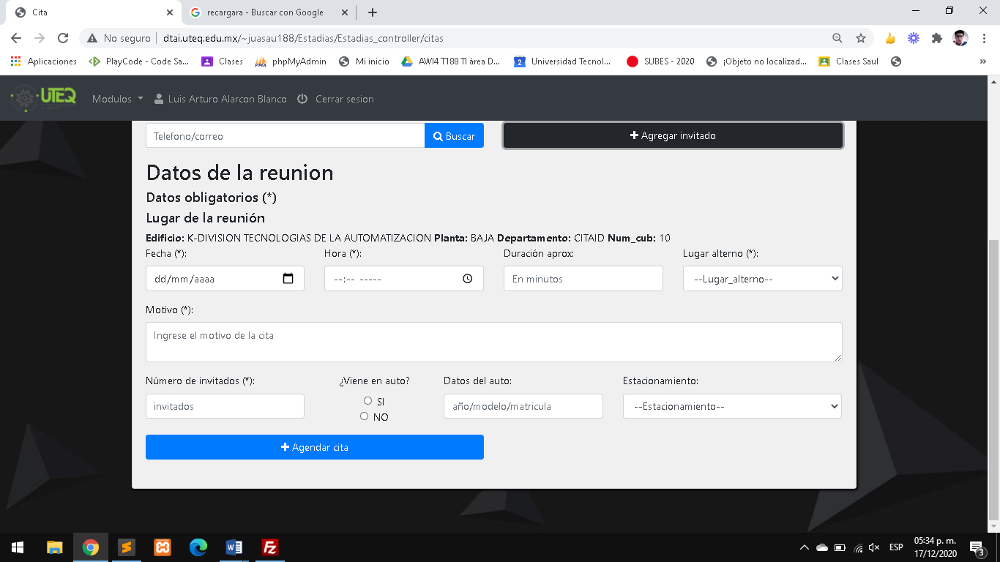 Cita
recargara - Buscar con Google
No seguro
dtai.uteq.edu.mx/~juasau188/Estadias/Estadias_controller/citas
Aplicaciones
PlayCode - Code Sa...
Clases
phpMyAdmin
Mi inicio
AWI4 T188 TI área D...
Universidad Tecnol...
SUBES - 2020
¡Objeto no localizad...
Clases Saul
»
UTEQ
Modulos
Luis Arturo Alarcon Blanco
Cerrar sesion
Telefono/correo
Buscar
Agregar invitado
Datos de la reunion
Datos obligatorios (*)
Lugar de la reunión
Edificio: K-DIVISION TECNOLOGIAS DE LA AUTOMATIZACION Planta: BAJA Departamento: CITAID Num_cub: 10
Fecha (*):
Hora (*):
Duración aprox:
Lugar alterno (*):
dd/mm/aaaa
--:-- -----
En minutos
--Lugar_alterno--
Motivo (*):
Ingrese el motivo de la cita
Número de invitados (*):
¿Viene en auto?
Datos del auto:
Estacionamiento:
invitados
SI
NO
año/modelo/matricula
--Estacionamiento--
Agendar cita
ESP
05:34 p. m.
17/12/2020
3